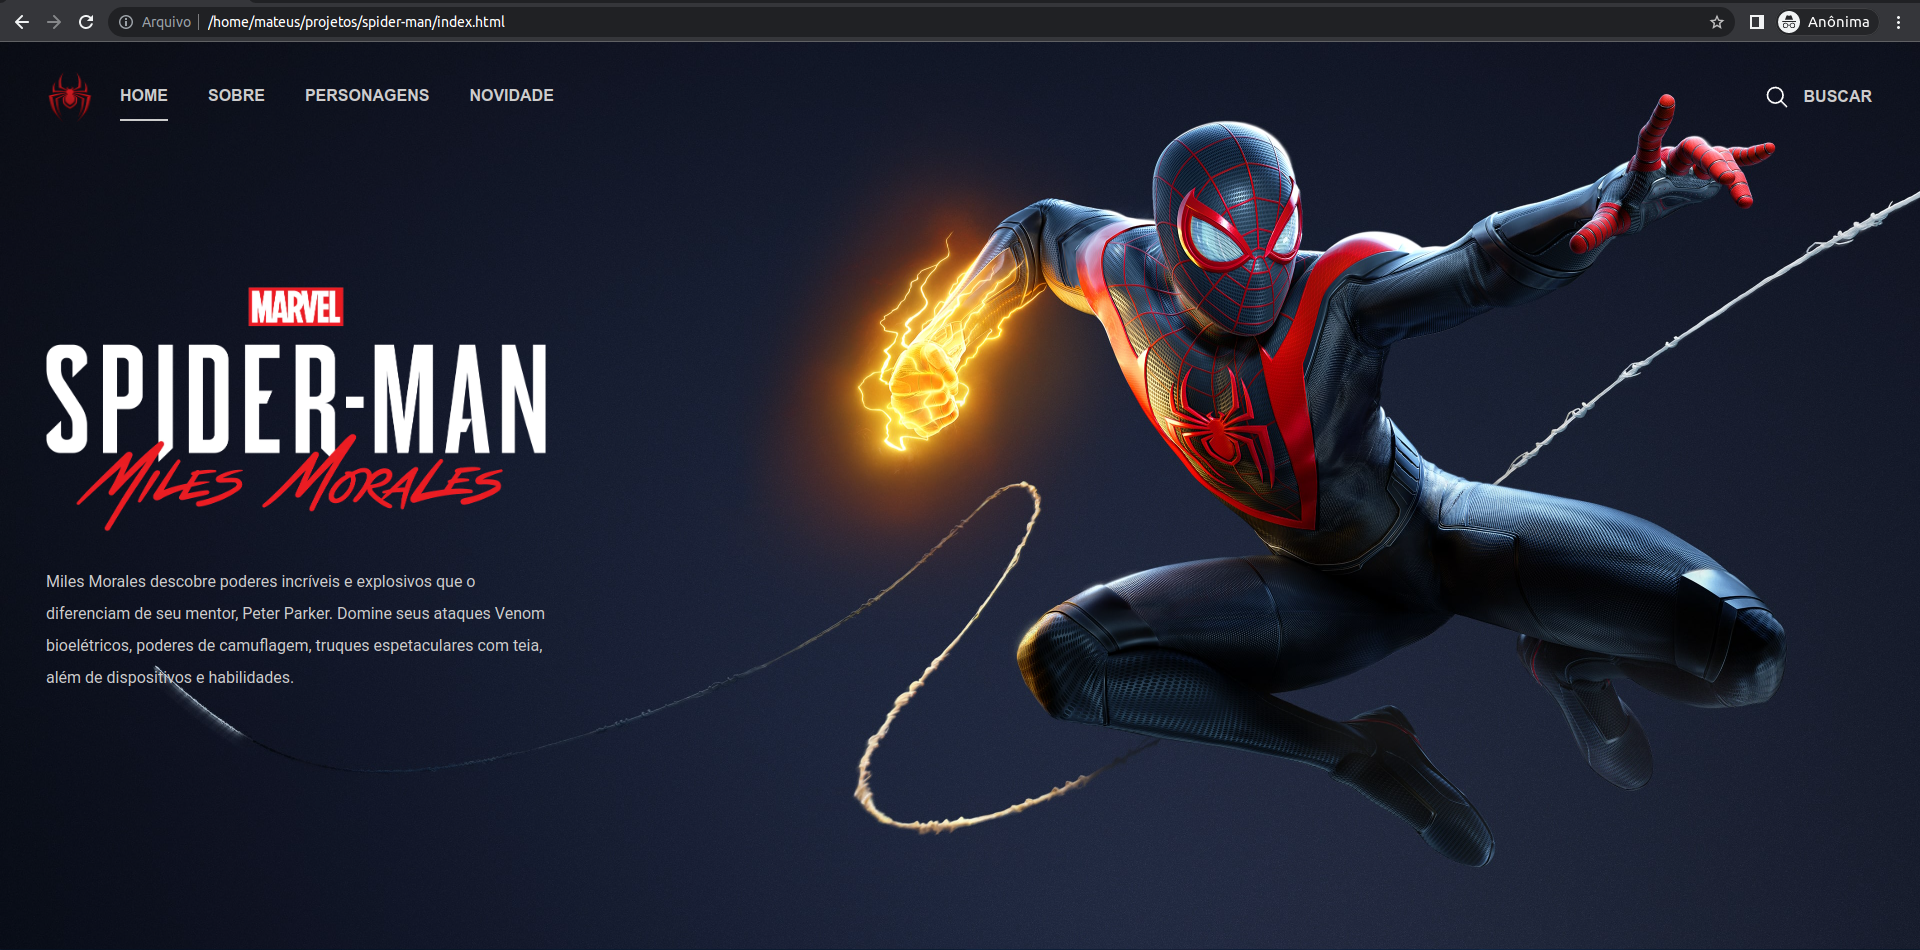 Arquivo | /home/mateus/projetos/spider-man/index.html
Anônima
HOME SOBRE PERSONAGENS NOVIDADE
BUSCAR
MARVEL
SPIDER-MAN
MILES MORALES
Miles Morales descobre poderes incríveis e explosivos que o
diferenciam de seu mentor, Peter Parker. Domine seus ataques Venom
bioelétricos, poderes de camuflagem, truques espetaculares com teia,
além de dispositivos e habilidades.